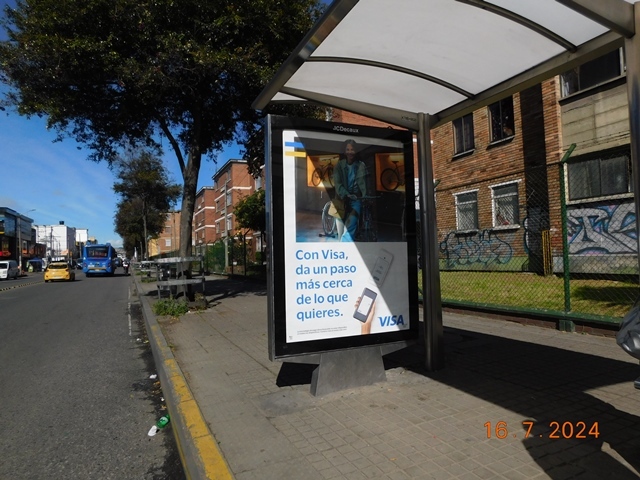 JCDecaux
Con Visa,
da un paso
más cerca
de lo que
quieres.
VISA
16.7.2024